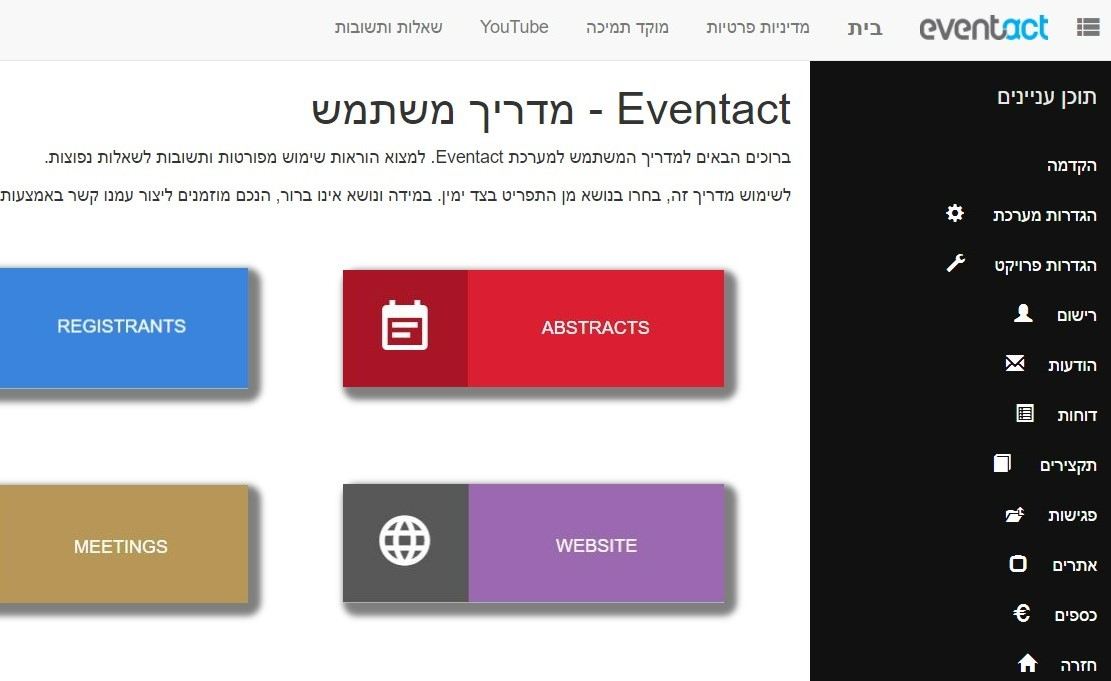 eventact
בית
מדיניות פרטיות
מוקד תמיכה
YouTube
שאלות ותשובות
תוכן עניינים
הקדמה
הגדרות מערכת
הגדרות פרויקט
רישום
הודעות
דוחות
תקצירים
פגישות
אתרים
כספים
חזרה
Eventact - מדריך משתמש
ברוכים הבאים למדריך המשתמש למערכת Eventact. למצוא הוראות שימוש מפורטות ותשובות לשאלות נפוצות.
לשימוש מדריך זה, בחרו בנושא מן התפריט בצד ימין. במידה ונושא אינו ברור, הנכם מוזמנים ליצור עמנו קשר באמצעות
ABSTRACTS
REGISTRANTS
WEBSITE
MEETINGS